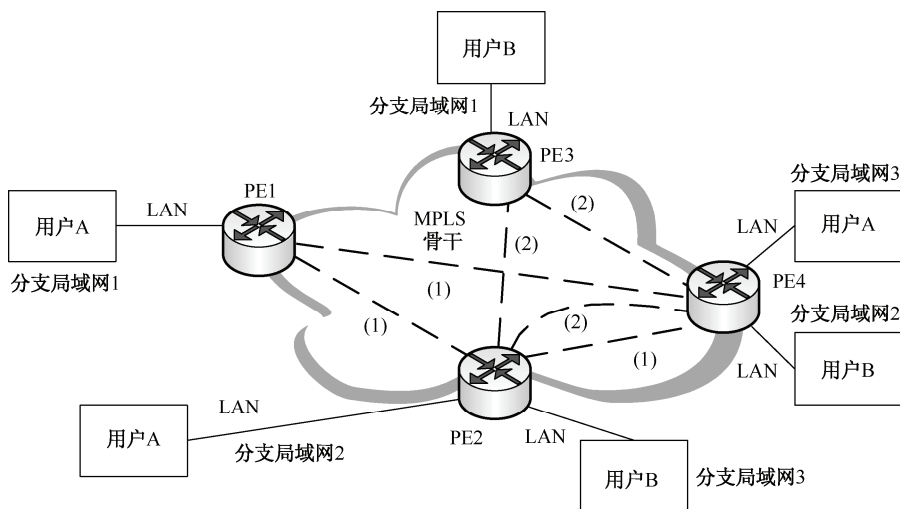 用户B
分支局域网1
LAN
PE3
PE1
LAN
用户A
分支局域网1
MPLS
骨干
(2)
(2)
分支局域网3
用户A
LAN
PE4
(1)
(1)
(2)
(1)
分支局域网2
用户B
LAN
LAN
用户A
分支局域网2
PE2
LAN
用户B
分支局域网3